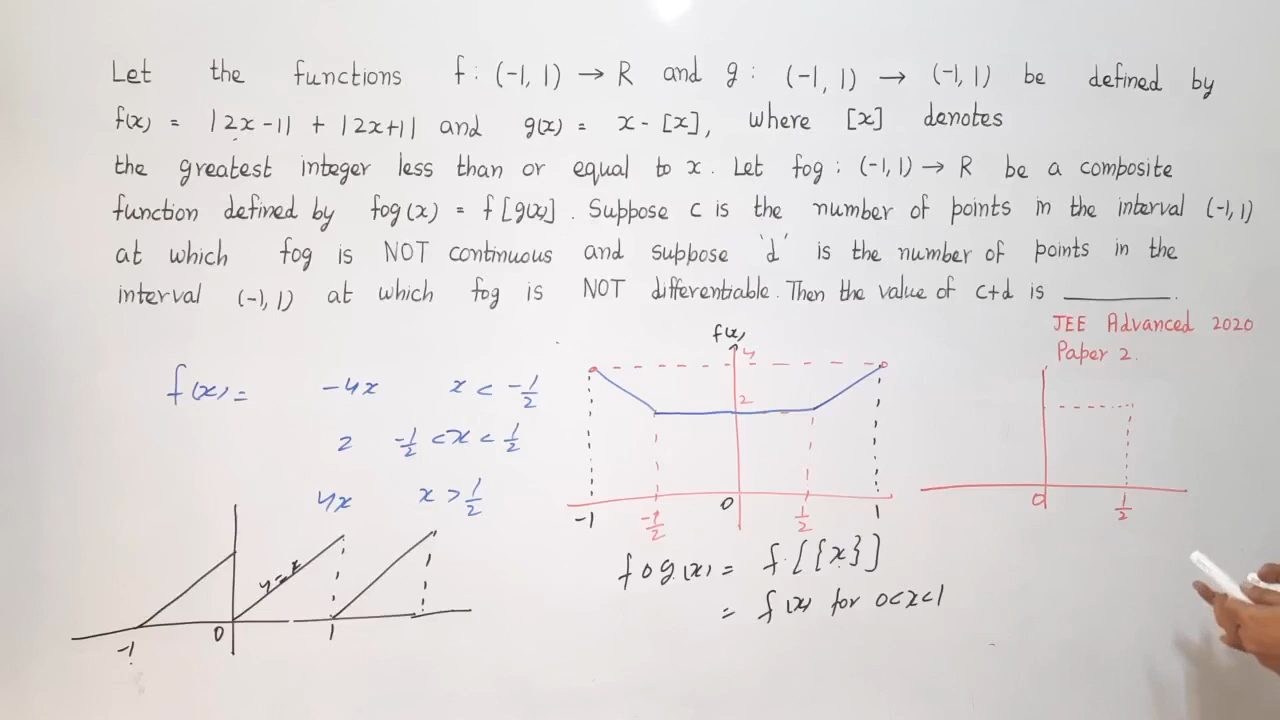 Let the functions f : (-1, 1) → R and g : (-1, 1) → (-1, 1) be defined by
f(x) = |2x-1| + |2x+1| and g(x) = x - [x], where [x] denotes
the greatest integer less than or equal to x. Let fog : (-1, 1) → R be a composite
function defined by fog(x) = f[g(x)]. Suppose c is the number of points in the interval (-1, 1)
at which fog is NOT continuous and suppose 'd' is the number of points in the
interval (-1, 1) at which fog is NOT differentiable. Then the value of c+d is ________.
JEE Advanced 2020
Paper 2.
f(x) = -4x x < -1/2
2 -1/2 < x < 1/2
4x x > 1/2
f(x)
4
2
-1 -1/2 0 1/2 1
0 1/2
y = x
-1 0 1
fog(x) = f[{x}]
= f(x) for 0<x<1